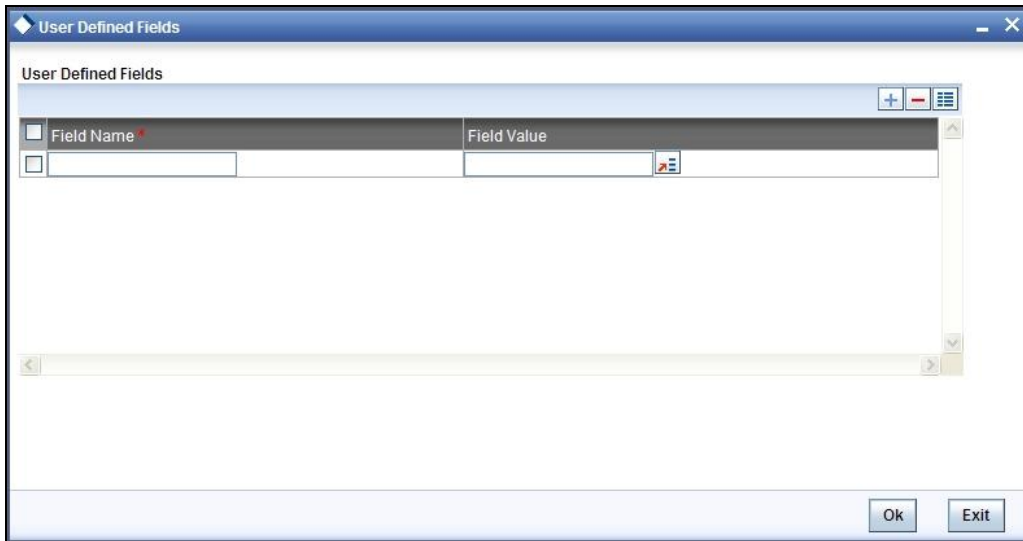 User Defined Fields
User Defined Fields
Field Name *
Field Value
Ok
Exit